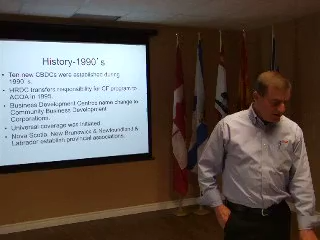 History-1990´s
• Ten new CBDCs were established during
1990´s.
• HRDC transfers responsibility for CF program to
ACOA in 1995.
• Business Development Centres name change to
Community Business Development
Corporations.
• Universal coverage was initiated.
• Nova Scotia, New Brunswick & Newfoundland &
Labrador establish provincial associations.